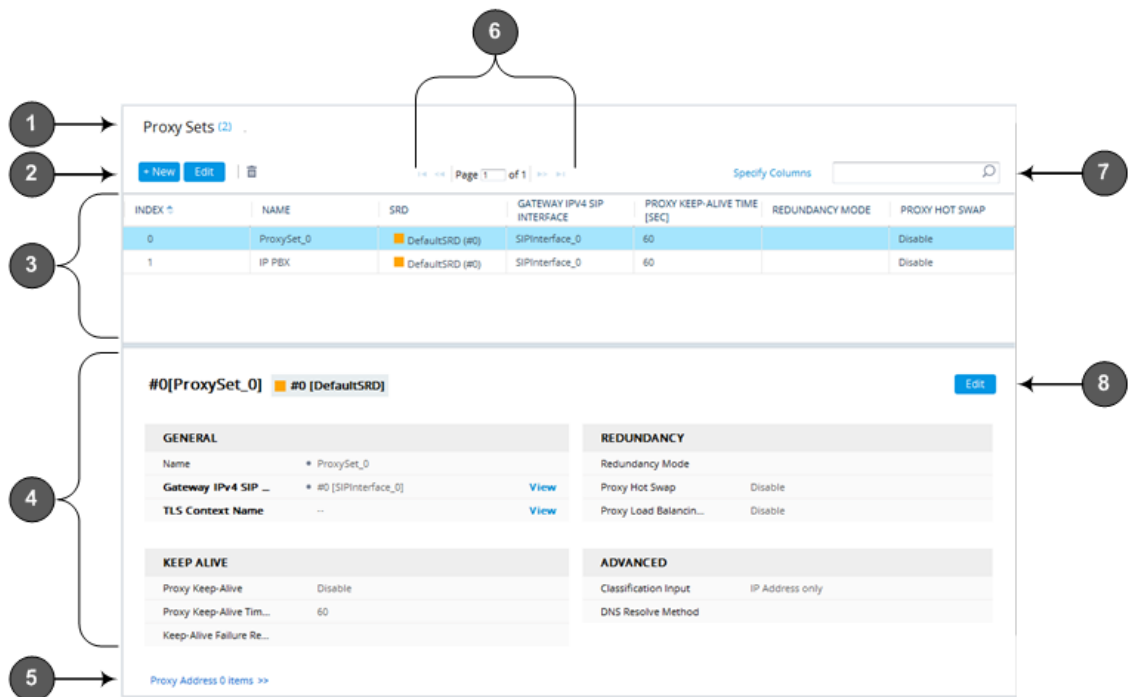 6
1
Proxy Sets (2) .
2
+ New Edit Page 1 of 1 Specify Columns
7
INDEX NAME SRD GATEWAY IPV4 SIP INTERFACE PROXY KEEP-ALIVE TIME [SEC] REDUNDANCY MODE PROXY HOT SWAP
0 ProxySet_0 DefaultSRD (#0) SIPInterface_0 60 Disable
3
1 IP PBX DefaultSRD (#0) SIPInterface_0 60 Disable
#0[ProxySet_0] #0 [DefaultSRD] Edit
8
GENERAL
Name ProxySet_0
Gateway IPv4 SIP ... #0 [SIPInterface_0] View
TLS Context Name -- View
REDUNDANCY
Redundancy Mode
Proxy Hot Swap Disable
Proxy Load Balancin... Disable
4
KEEP ALIVE
Proxy Keep-Alive Disable
Proxy Keep-Alive Tim... 60
Keep-Alive Failure Re...
ADVANCED
Classification Input IP Address only
DNS Resolve Method
5
Proxy Address 0 items >>